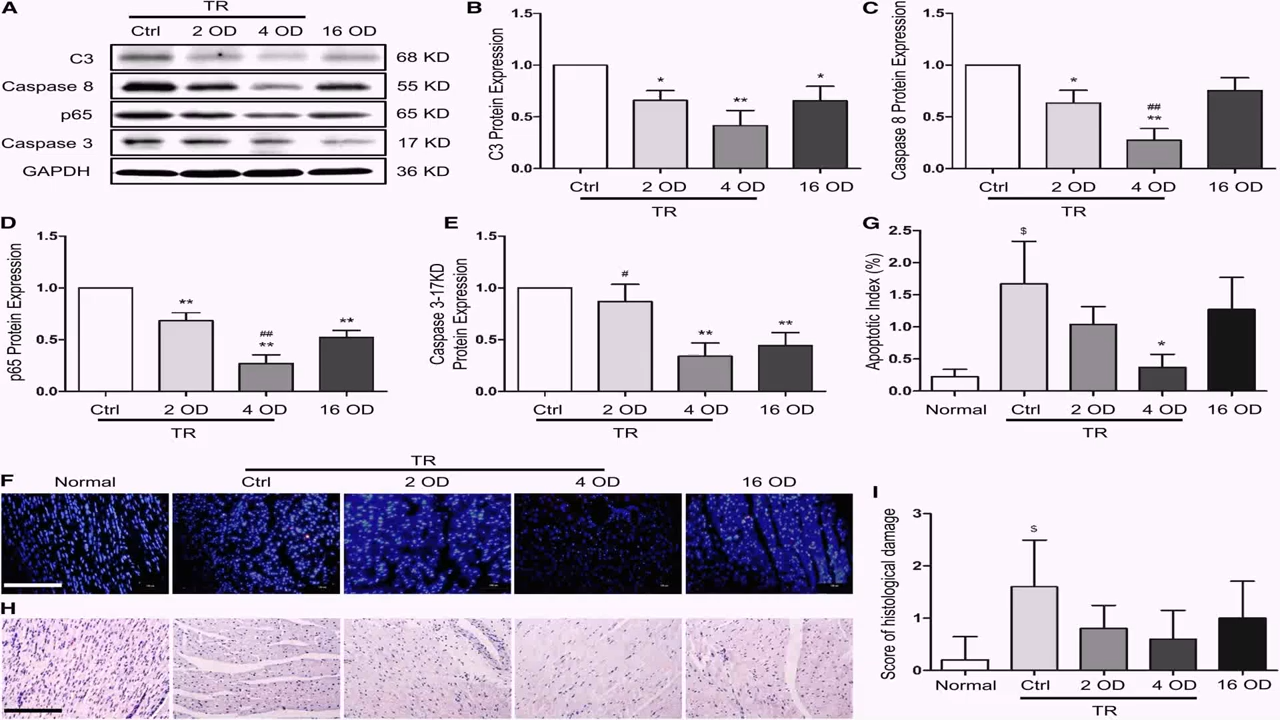 A
TR
Ctrl 2 OD 4 OD 16 OD
C3 68 KD
Caspase 8 55 KD
p65 65 KD
Caspase 3 17 KD
GAPDH 36 KD
B
C3 Protein Expression
1.5
1.0
0.5
0.0
*
**
*
Ctrl 2 OD 4 OD 16 OD
TR
C
Caspase 8 Protein Expression
1.5
1.0
0.5
0.0
*
##
**
Ctrl 2 OD 4 OD 16 OD
TR
D
p65 Protein Expression
1.5
1.0
0.5
0.0
**
##
**
**
Ctrl 2 OD 4 OD 16 OD
TR
E
Caspase 3-17KD
Protein Expression
1.5
1.0
0.5
0.0
#
**
**
Ctrl 2 OD 4 OD 16 OD
TR
G
Apoptotic Index (%)
2.5
2.0
1.5
1.0
0.5
0.0
$
*
Normal Ctrl 2 OD 4 OD 16 OD
TR
F
TR
Normal Ctrl 2 OD 4 OD 16 OD
H
I
Score of histological damage
3
2
1
0
$
Normal Ctrl 2 OD 4 OD 16 OD
TR